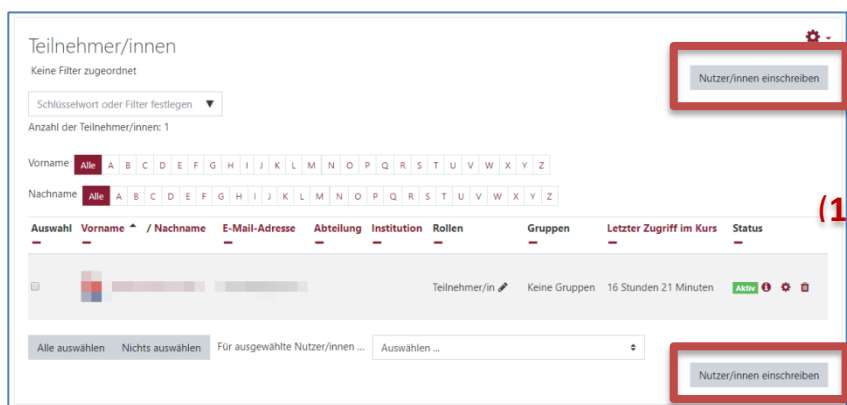 Teilnehmer/innen
Keine Filter zugeordnet
Nutzer/innen einschreiben
Schlüsselwort oder Filter festlegen ▼
Anzahl der Teilnehmer/innen: 1
Vorname Alle A B C D E F G H I J K L M N O P Q R S T U V W X Y Z
Nachname Alle A B C D E F G H I J K L M N O P Q R S T U V W X Y Z
(1
Auswahl Vorname / Nachname E-Mail-Adresse Abteilung Institution Rollen Gruppen Letzter Zugriff im Kurs Status
Teilnehmer/in Keine Gruppen 16 Stunden 21 Minuten Aktiv
Alle auswählen Nichts auswählen Für ausgewählte Nutzer/innen ... Auswählen ...
Nutzer/innen einschreiben